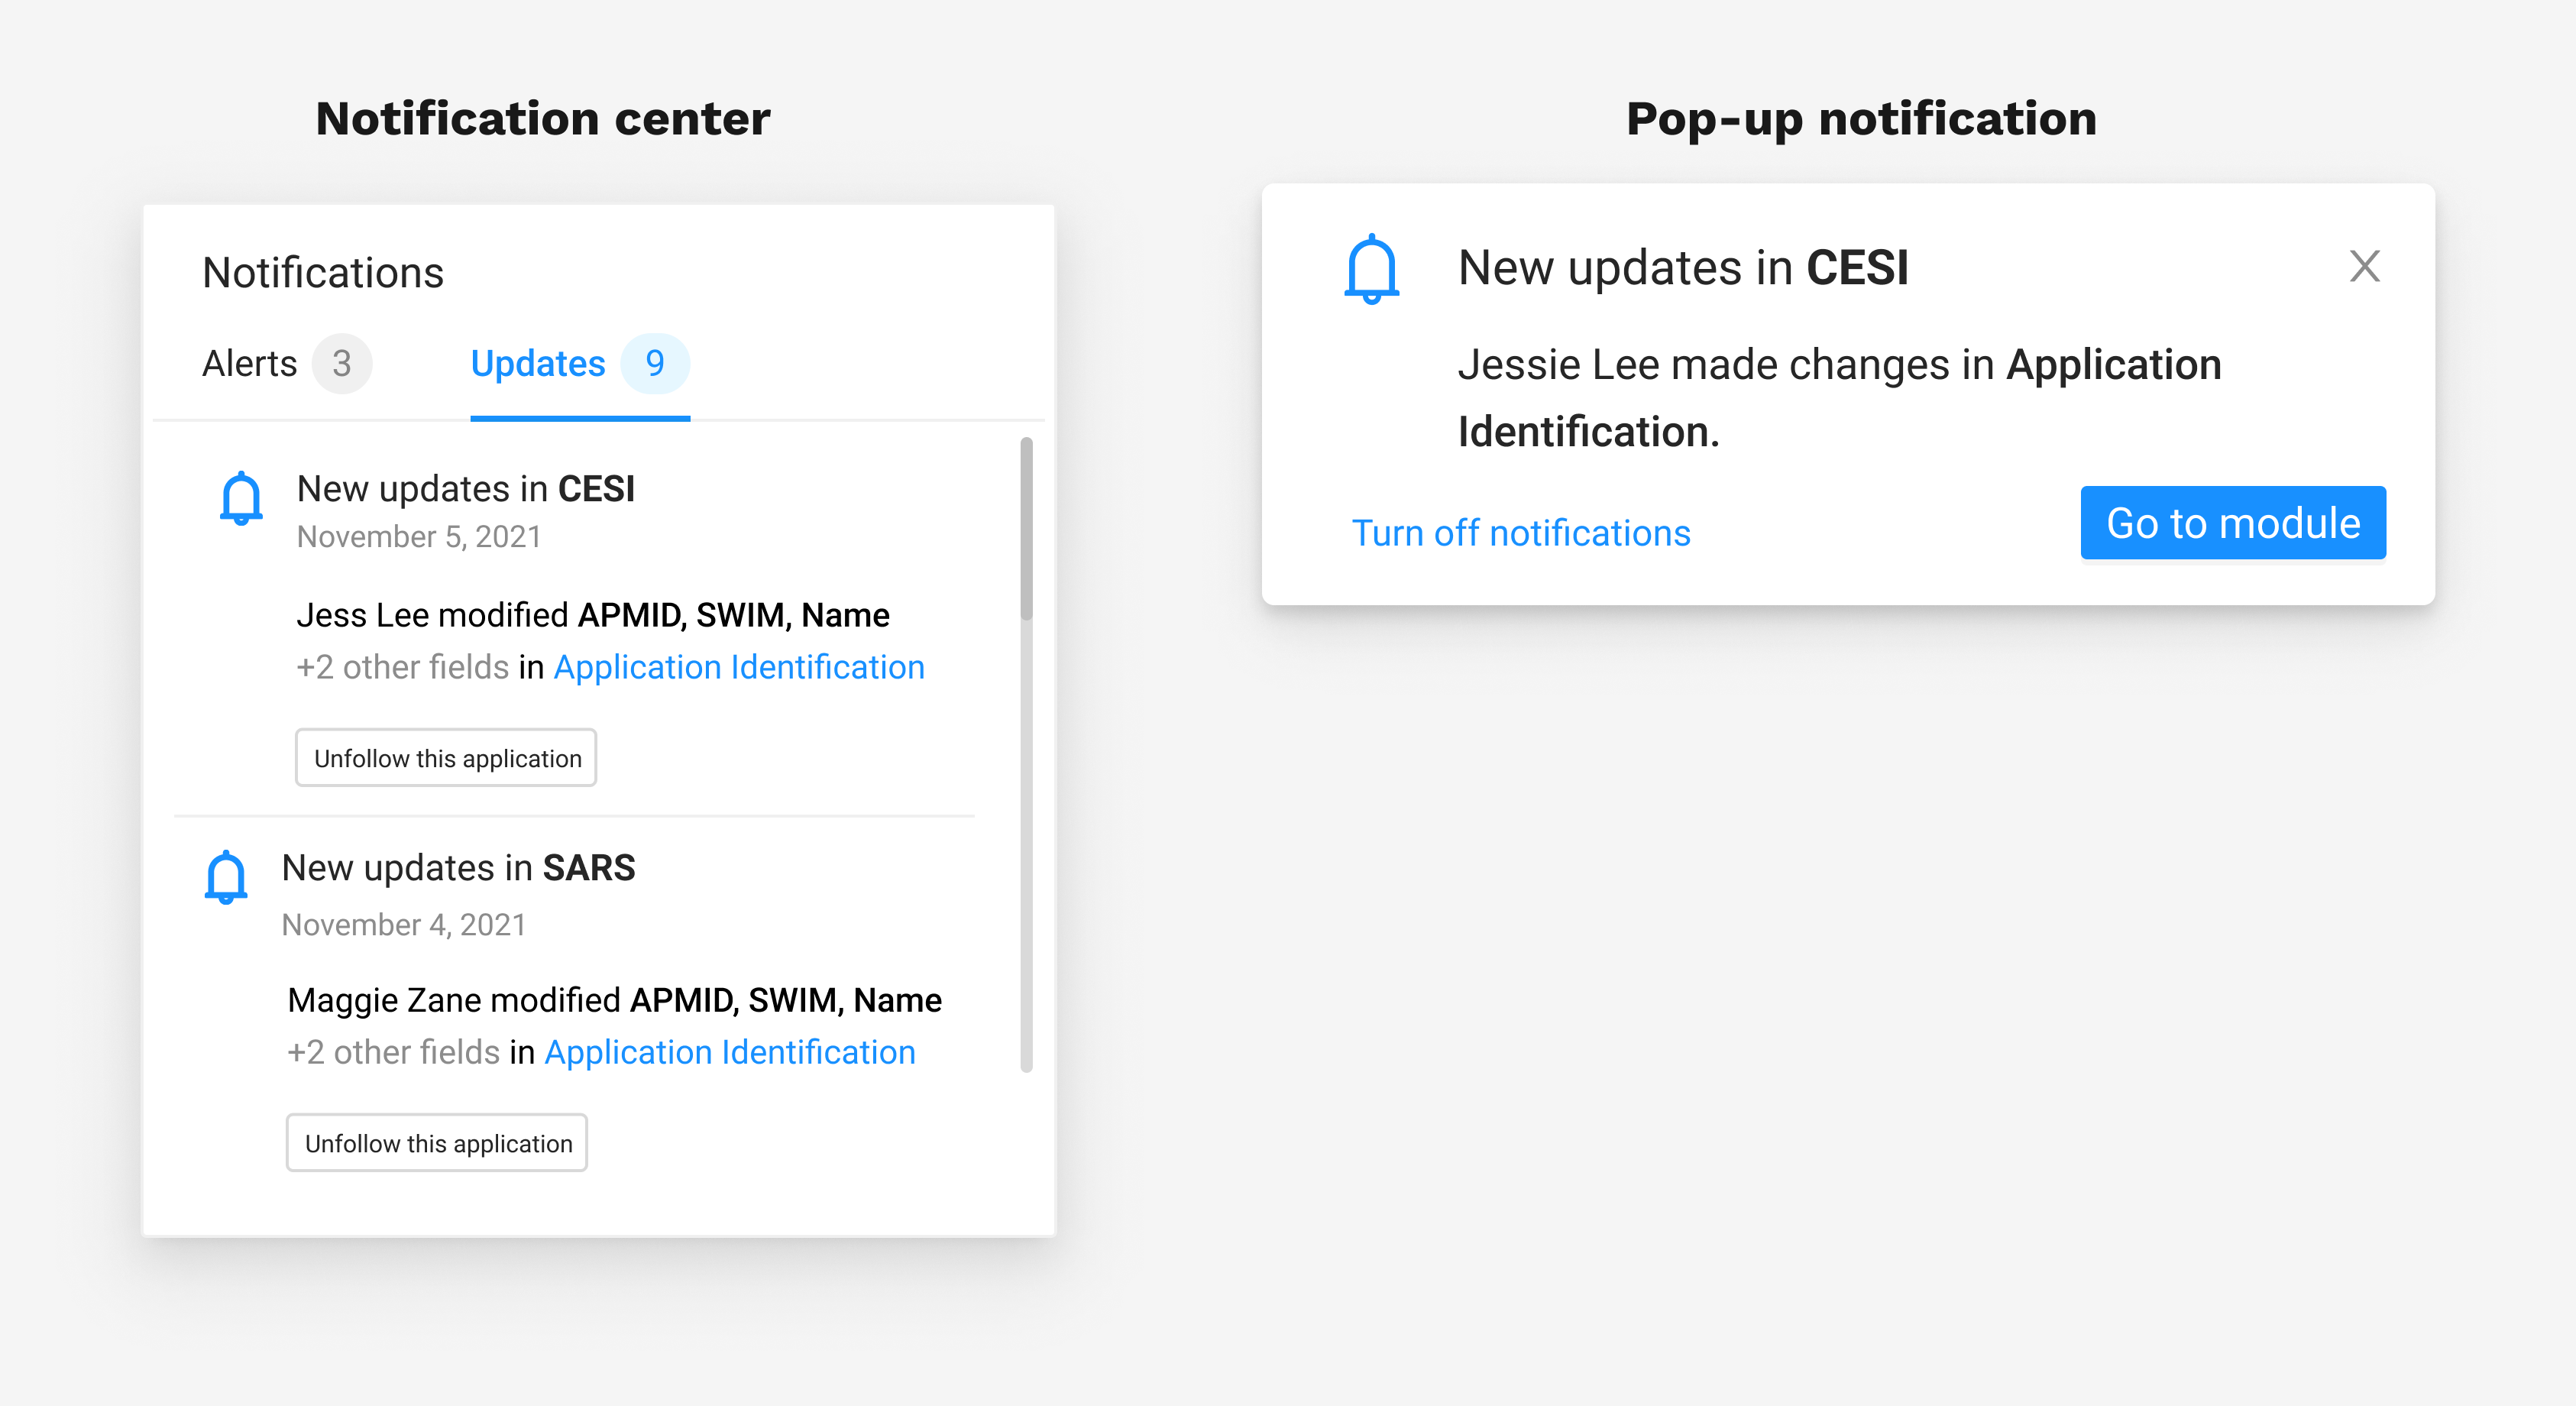 Notification center
Notifications
Alerts 3 Updates 9
New updates in CESI
November 5, 2021
Jess Lee modified APMID, SWIM, Name
+2 other fields in Application Identification
Unfollow this application
New updates in SARS
November 4, 2021
Maggie Zane modified APMID, SWIM, Name
+2 other fields in Application Identification
Unfollow this application
Pop-up notification
New updates in CESI
Jessie Lee made changes in Application
Identification.
Turn off notifications
Go to module